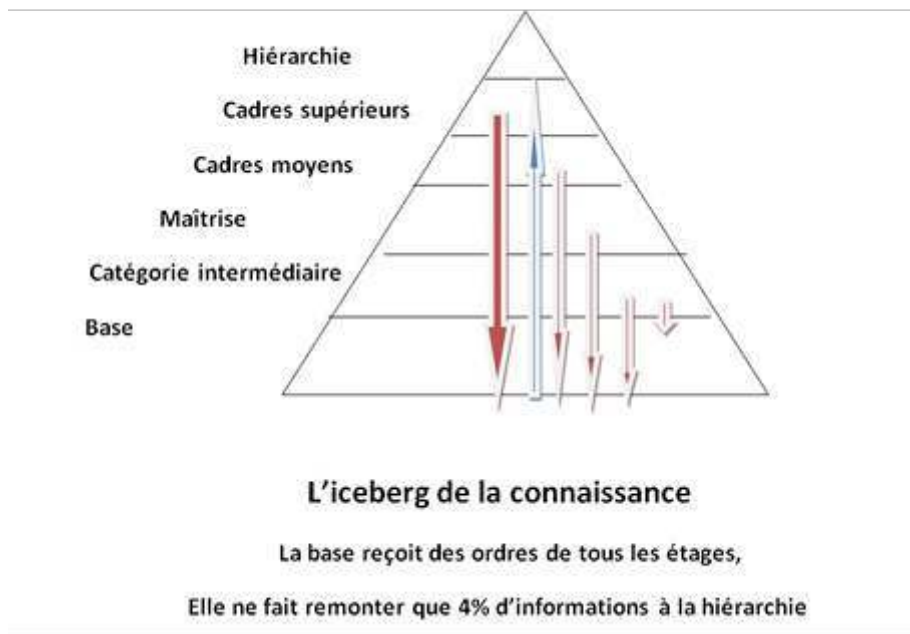 Hiérarchie
Cadres supérieurs
Cadres moyens
Maîtrise
Catégorie intermédiaire
Base
L'iceberg de la connaissance
La base reçoit des ordres de tous les étages,
Elle ne fait remonter que 4% d'informations à la hiérarchie